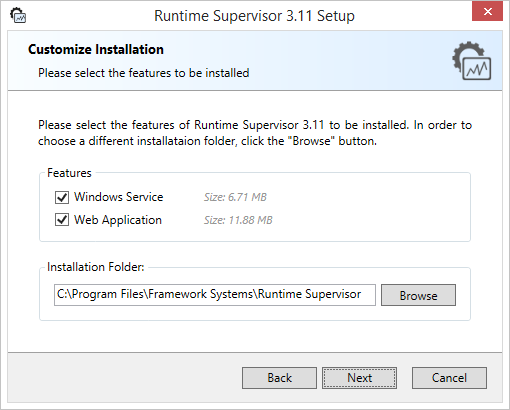 Runtime Supervisor 3.11 Setup
Customize Installation
Please select the features to be installed
Please select the features of Runtime Supervisor 3.11 to be installed. In order to
choose a different installataion folder, click the "Browse" button.
Features
Windows Service Size: 6.71 MB
Web Application Size: 11.88 MB
Installation Folder:
C:\Program Files\Framework Systems\Runtime Supervisor Browse
Back Next Cancel